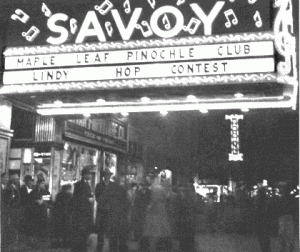 SAVOY
MAPLE LEAF PINOCHLE CLUB
LINDY HOP CONTEST